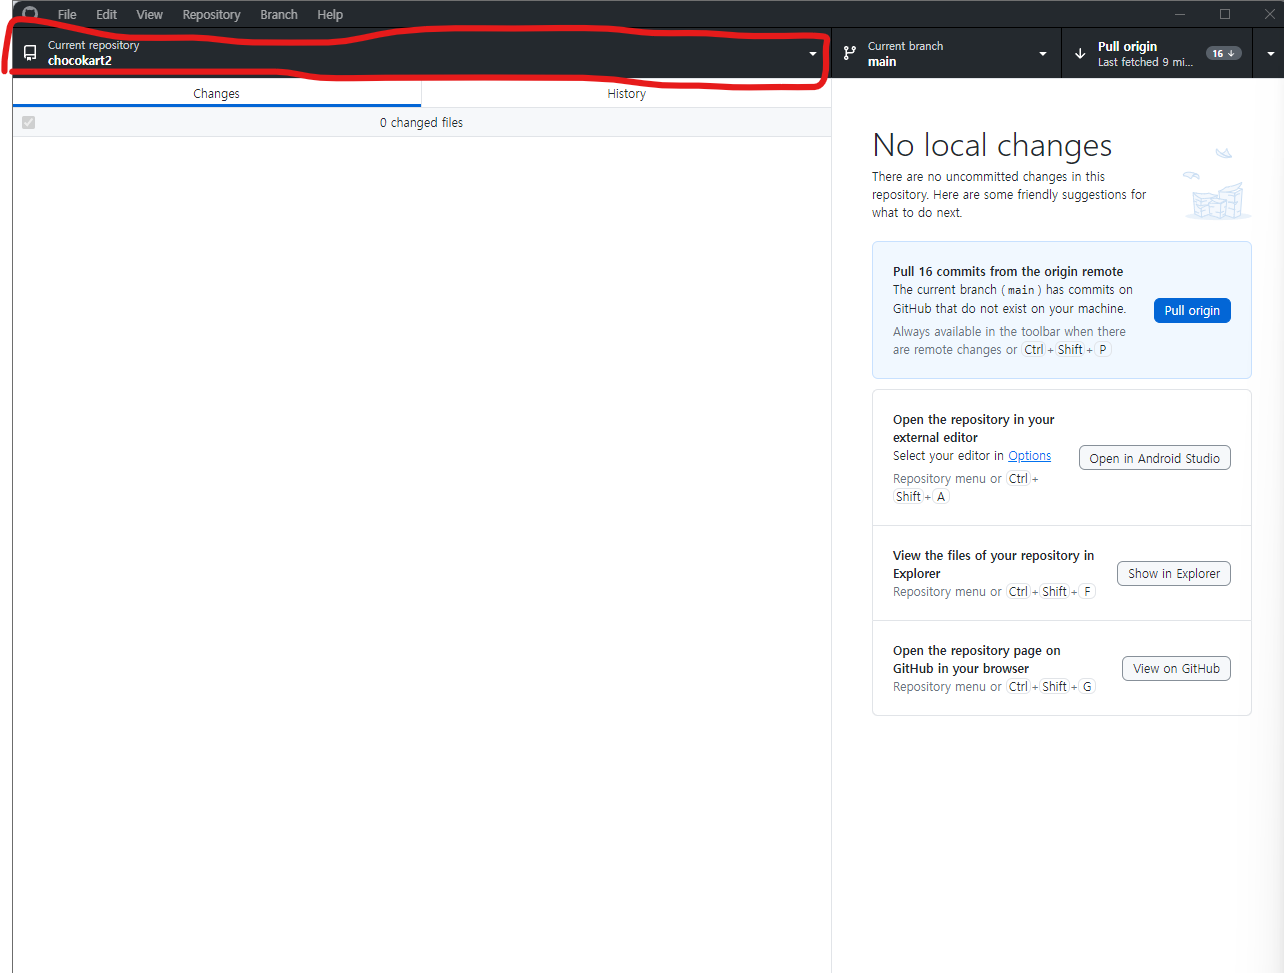 File Edit View Repository Branch Help
Current repository
chocokart2
Current branch
main
Pull origin
Last fetched 9 mi...
16
Changes
History
0 changed files
No local changes
There are no uncommitted changes in this
repository. Here are some friendly suggestions for
what to do next.
Pull 16 commits from the origin remote
The current branch (main) has commits on
GitHub that do not exist on your machine.
Always available in the toolbar when there
are remote changes or Ctrl + Shift + P
Pull origin
Open the repository in your
external editor
Select your editor in Options
Repository menu or Ctrl +
Shift + A
Open in Android Studio
View the files of your repository in
Explorer
Repository menu or Ctrl + Shift + F
Show in Explorer
Open the repository page on
GitHub in your browser
Repository menu or Ctrl + Shift + G
View on GitHub